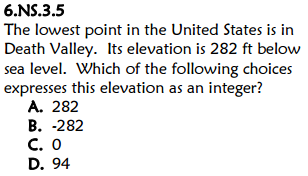 6.NS.3.5
The lowest point in the United States is in
Death Valley. Its elevation is 282 ft below
sea level. Which of the following choices
expresses this elevation as an integer?
A. 282
B. -282
C. 0
D. 94